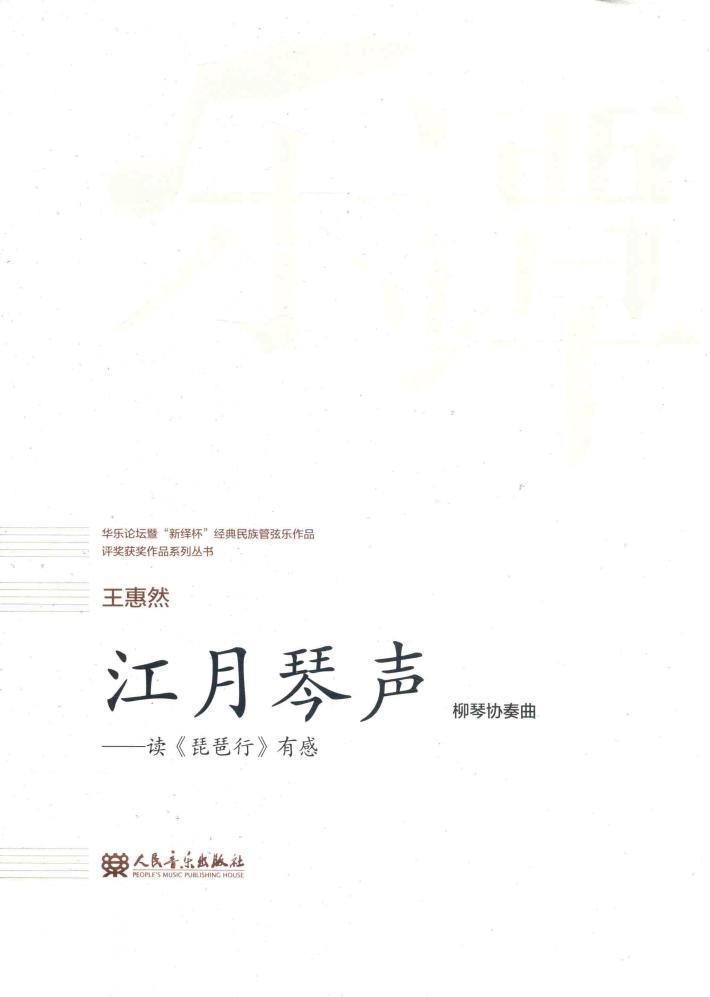 乐谭
华乐论坛暨“新绎杯”经典民族管弦乐作品
评奖获奖作品系列丛书
王惠然
江月琴声
柳琴协奏曲
——读《琵琶行》有感
人民音乐出版社
PEOPLE'S MUSIC PUBLISHING HOUSE